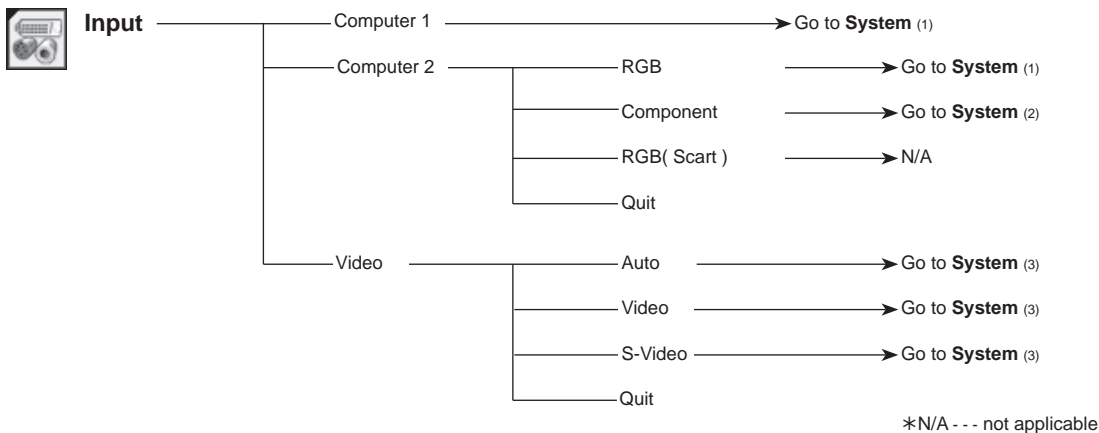 Input Computer 1 Go to System (1)
Computer 2 RGB Go to System (1)
Component Go to System (2)
RGB( Scart ) N/A
Quit
Video Auto Go to System (3)
Video Go to System (3)
S-Video Go to System (3)
Quit
✳N/A - - - not applicable